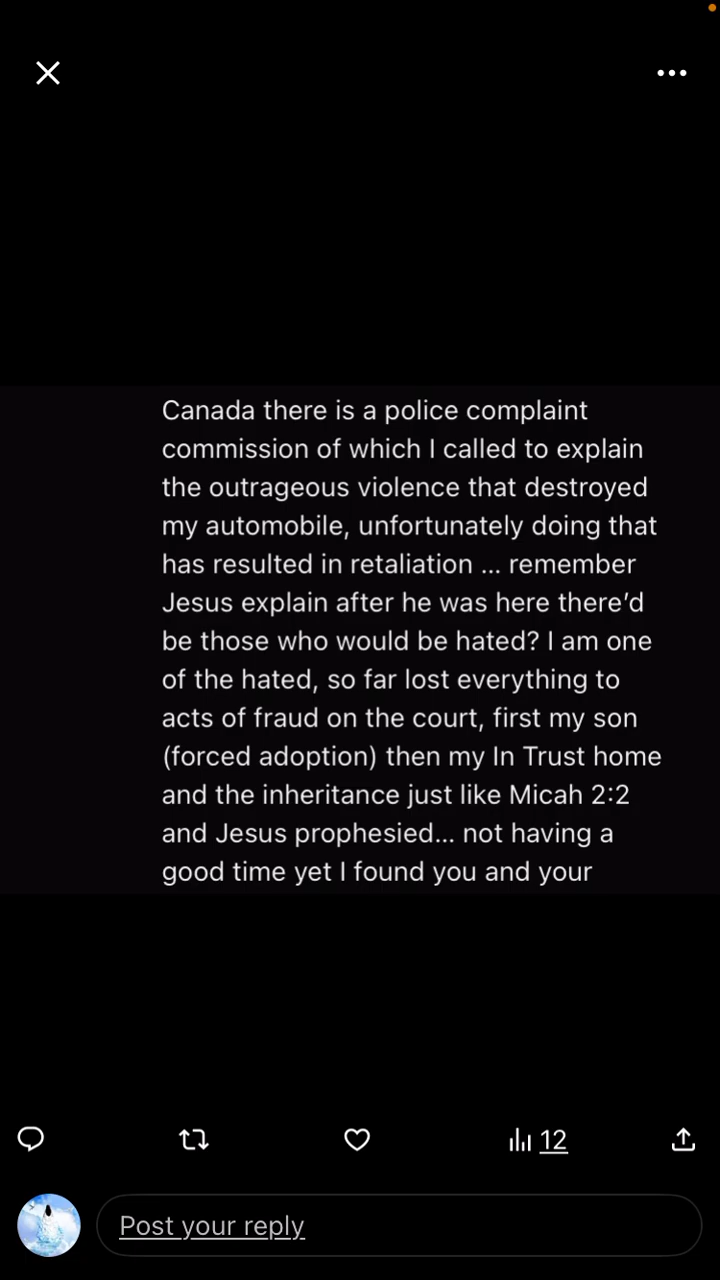 Canada there is a police complaint
commission of which I called to explain
the outrageous violence that destroyed
my automobile, unfortunately doing that
has resulted in retaliation ... remember
Jesus explain after he was here there’d
be those who would be hated? I am one
of the hated, so far lost everything to
acts of fraud on the court, first my son
(forced adoption) then my In Trust home
and the inheritance just like Micah 2:2
and Jesus prophesied... not having a
good time yet I found you and your
12
Post your reply